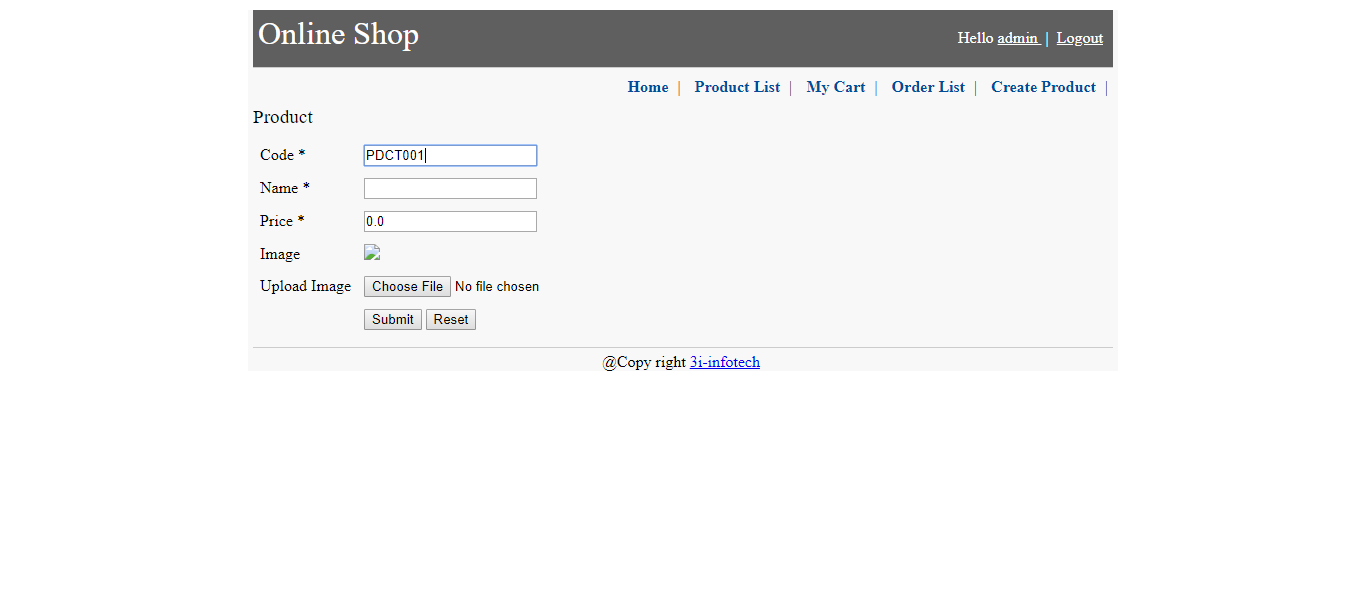 Online Shop
Hello admin | Logout
Home | Product List | My Cart | Order List | Create Product |
Product
Code * PDCT001
Name *
Price * 0.0
Image
Upload Image Choose File No file chosen
Submit Reset
@Copy right 3i-infotech